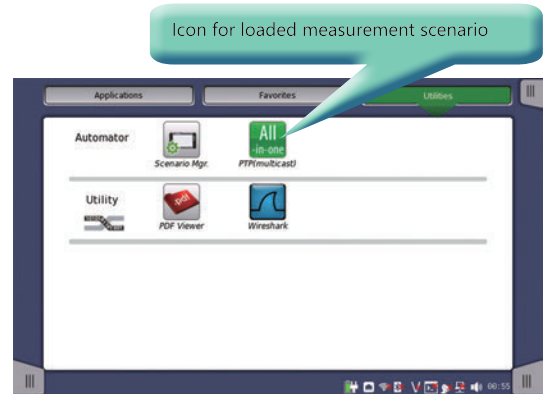 Icon for loaded measurement scenario
Applications
Favorites
Utilities
Automator
All
-in-one
Scenario Mgr.
PTP(multicast)
Utility
PDF Viewer
Wireshark
00:55